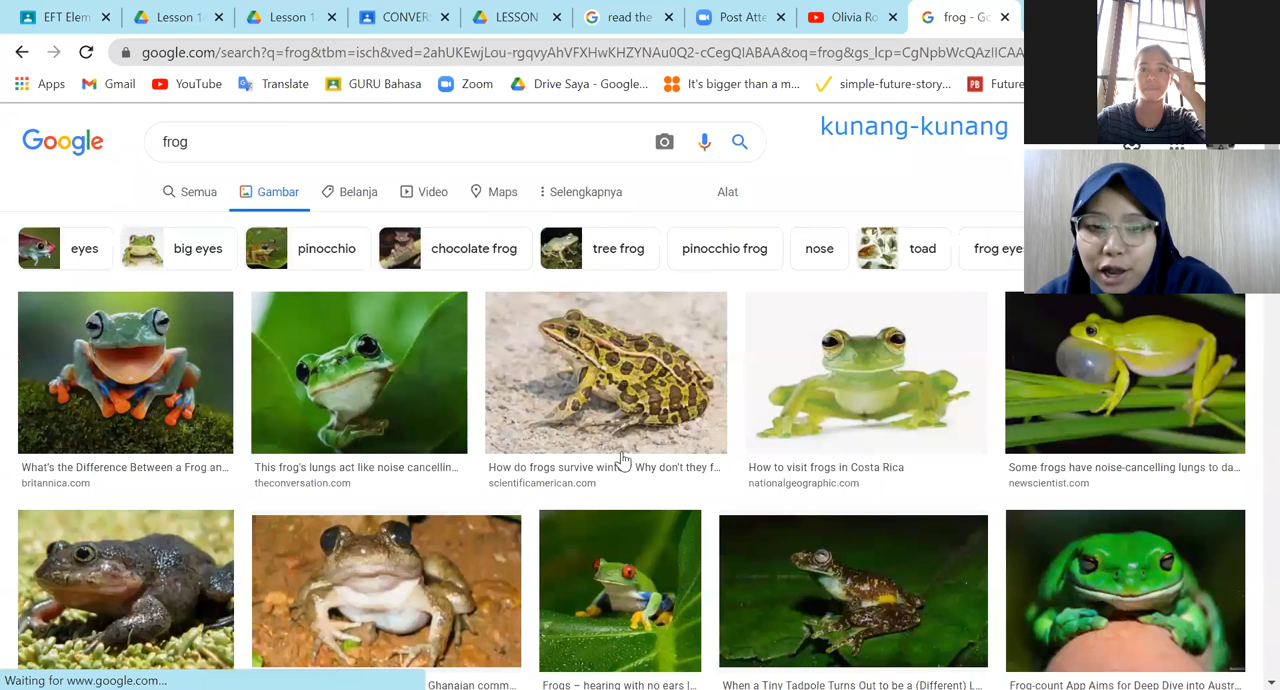 EFT Elem
Lesson 1
Lesson 1
CONVER
LESSON
read the
Post Atte
Olivia Ro
frog - Go
google.com/search?q=frog&tbm=isch&ved=2ahUKEwjLou-rgqvyAhVFXHwKHZYNAu0Q2-cCegQIABAA&oq=frog&gs_lcp=CgNpbWcQAzIICAA
Apps
Gmail
YouTube
Translate
GURU Bahasa
Zoom
Drive Saya - Google...
It's bigger than a m...
simple-future-story...
PB
Future
Google
frog
kunang-kunang
Semua
Gambar
Belanja
Video
Maps
Selengkapnya
Alat
eyes
big eyes
pinocchio
chocolate frog
tree frog
pinocchio frog
nose
toad
frog eye
What's the Difference Between a Frog an...
This frog's lungs act like noise cancellin...
How do frogs survive Why don't they f...
How to visit frogs in Costa Rica
Some frogs have noise-cancelling lungs to da...
britannica.com
theconversation.com
scientificamerican.com
nationalgeographic.com
newscientist.com
Waiting for www.google.com...
Ghanaian comm...
Frogs – hearing with no ears |...
When a Tiny Tadpole Turns Out to be a (Different) L...
Frog-count App Aims for Deep Dive into Austr...